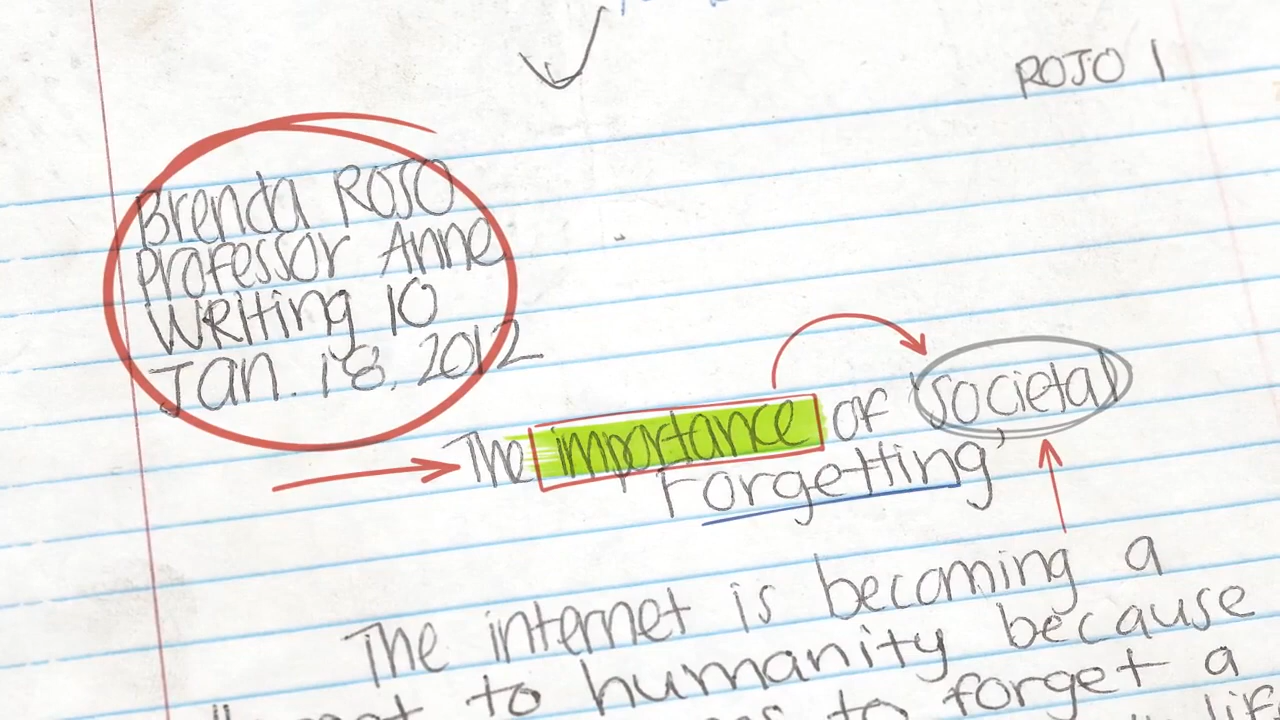 ROJO 1
Brenda ROJO
Professor Anne
Writing 10
Jan. 18, 2012
The importance of 'societal
Forgetting'
The internet is becoming a
to humanity because
to forget a